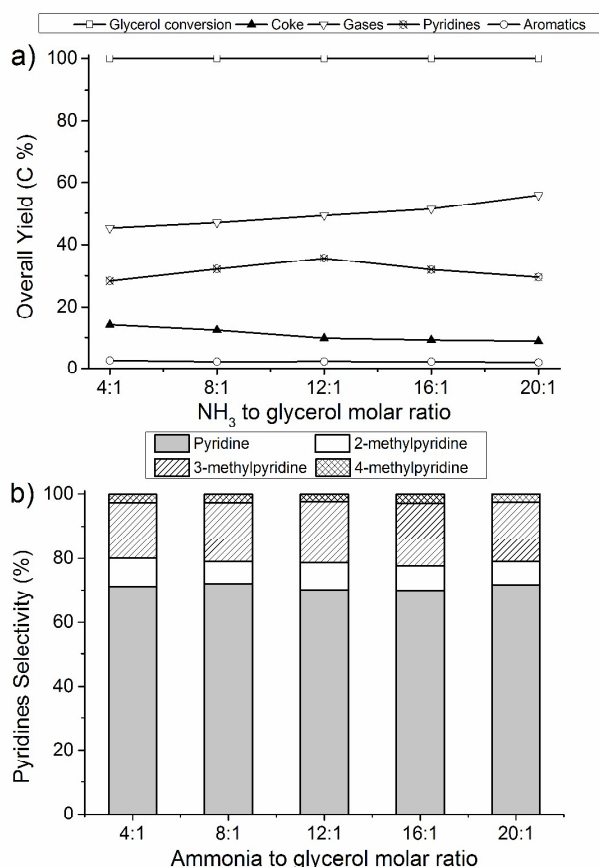 Glycerol conversion Coke Gases Pyridines Aromatics
a)
100
80
60
40
20
0
Overall Yield (C %)
4:1 8:1 12:1 16:1 20:1
NH3 to glycerol molar ratio
Pyridine 2-methylpyridine
3-methylpyridine 4-methylpyridine
b)
100
80
60
40
20
0
Pyridines Selectivity (%)
4:1 8:1 12:1 16:1 20:1
Ammonia to glycerol molar ratio